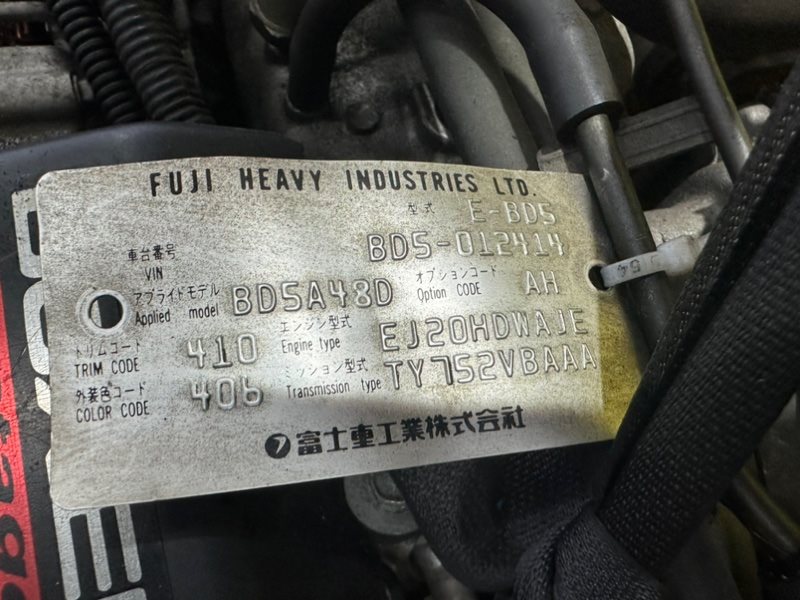 FUJI HEAVY INDUSTRIES LTD.
型式 E-BD5
車台番号 VIN BD5-012414
アプライドモデル Applied model BD5A48D オプションコード Option CODE AH
トリムコード TRIM CODE 410 エンジン型式 Engine type EJ20HDWAJE
外装色コード COLOR CODE 406 ミッション型式 Transmission type TY752VBAAA
富士重工業株式会社
54